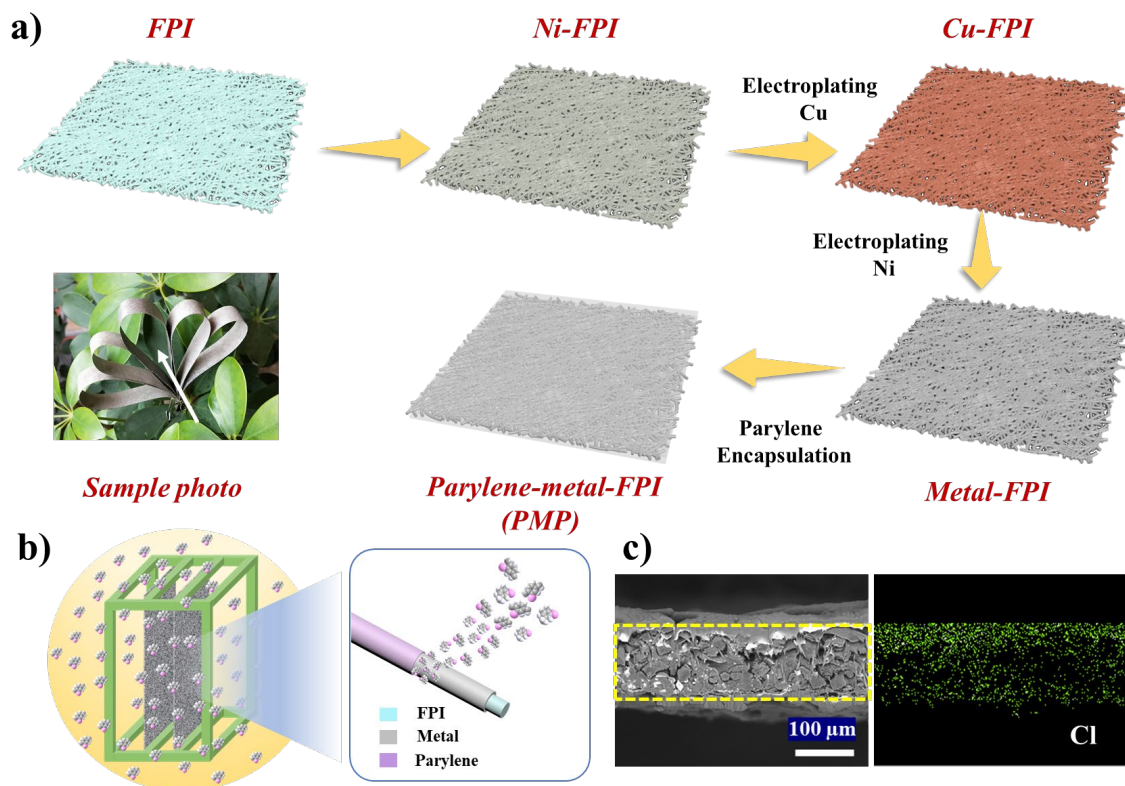 a)
FPI
Ni-FPI
Cu-FPI
Electroplating
Cu
Electroplating
Ni
Parylene
Encapsulation
Sample photo
Parylene-metal-FPI
(PMP)
Metal-FPI
b)
FPI
Metal
Parylene
c)
100 µm
Cl